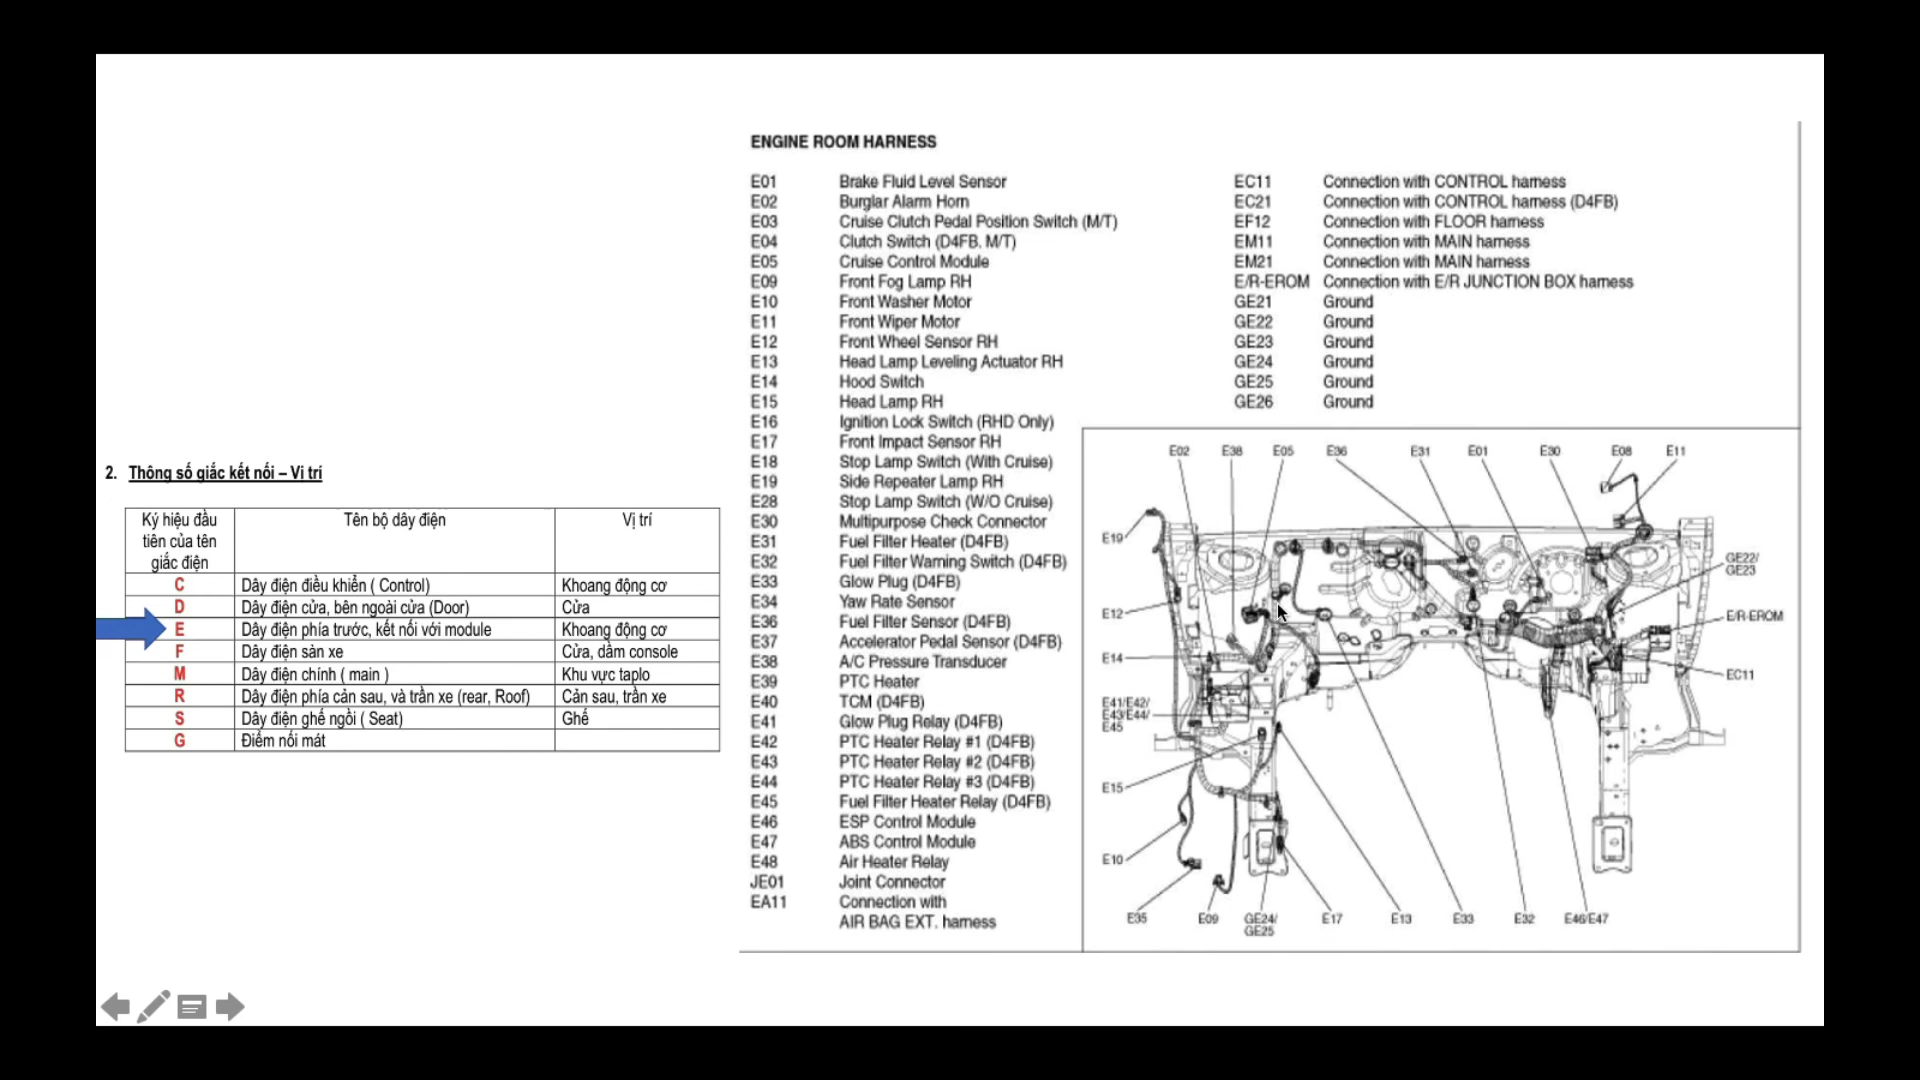 2. Thông số giắc kết nối – Vị trí
Ký hiệu đầu tiên của tên giắc điện Tên bộ dây điện Vị trí
C Dây điện điều khiển ( Control) Khoang động cơ
D Dây điện cửa, bên ngoài cửa (Door) Cửa
E Dây điện phía trước, kết nối với module Khoang động cơ
F Dây điện sàn xe Cửa, dầm console
M Dây điện chính ( main ) Khu vực taplo
R Dây điện phía cản sau, và trần xe (rear, Roof) Cản sau, trần xe
S Dây điện ghế ngồi ( Seat) Ghế
G Điểm nối mát
ENGINE ROOM HARNESS
E01 Brake Fluid Level Sensor
E02 Burglar Alarm Horn
E03 Cruise Clutch Pedal Position Switch (M/T)
E04 Clutch Switch (D4FB. M/T)
E05 Cruise Control Module
E09 Front Fog Lamp RH
E10 Front Washer Motor
E11 Front Wiper Motor
E12 Front Wheel Sensor RH
E13 Head Lamp Leveling Actuator RH
E14 Hood Switch
E15 Head Lamp RH
E16 Ignition Lock Switch (RHD Only)
E17 Front Impact Sensor RH
E18 Stop Lamp Switch (With Cruise)
E19 Side Repeater Lamp RH
E28 Stop Lamp Switch (W/O Cruise)
E30 Multipurpose Check Connector
E31 Fuel Filter Heater (D4FB)
E32 Fuel Filter Warning Switch (D4FB)
E33 Glow Plug (D4FB)
E34 Yaw Rate Sensor
E36 Fuel Filter Sensor (D4FB)
E37 Accelerator Pedal Sensor (D4FB)
E38 A/C Pressure Transducer
E39 PTC Heater
E40 TCM (D4FB)
E41 Glow Plug Relay (D4FB)
E42 PTC Heater Relay #1 (D4FB)
E43 PTC Heater Relay #2 (D4FB)
E44 PTC Heater Relay #3 (D4FB)
E45 Fuel Filter Heater Relay (D4FB)
E46 ESP Control Module
E47 ABS Control Module
E48 Air Heater Relay
JE01 Joint Connector
EA11 Connection with
AIR BAG EXT. harness
EC11 Connection with CONTROL harness
EC21 Connection with CONTROL harness (D4FB)
EF12 Connection with FLOOR harness
EM11 Connection with MAIN harness
EM21 Connection with MAIN harness
E/R-EROM Connection with E/R JUNCTION BOX harness
GE21 Ground
GE22 Ground
GE23 Ground
GE24 Ground
GE25 Ground
GE26 Ground
E02 E38 E05 E36 E31 E01 E30 E08 E11
E19
GE22/
GE23
E12
E/R-EROM
E14
EC11
E41/E42/
E43/E44/
E45
E15
E10
E35 E09 GE24/ E17 E13 E33 E32 E46/E47
GE25